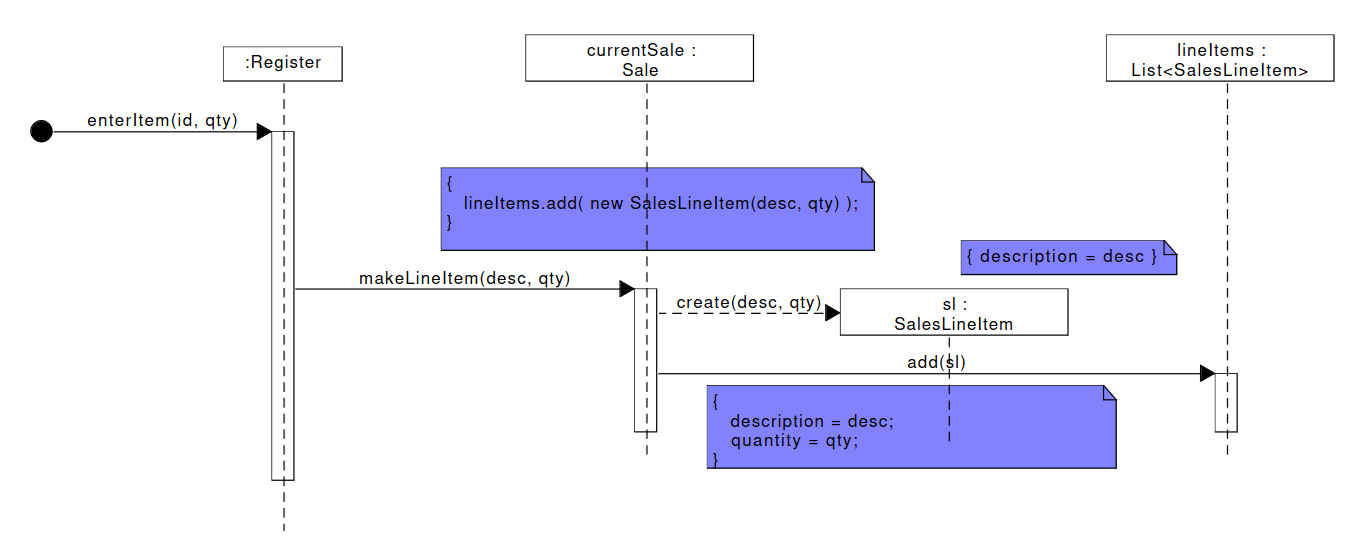 :Register
currentSale :
Sale
lineItems :
List<SalesLineItem>
enterItem(id, qty)
{
lineItems.add( new SalesLineItem(desc, qty) );
}
{ description = desc }
makeLineItem(desc, qty)
create(desc, qty)
sl :
SalesLineItem
add(sl)
{
description = desc;
quantity = qty;
}